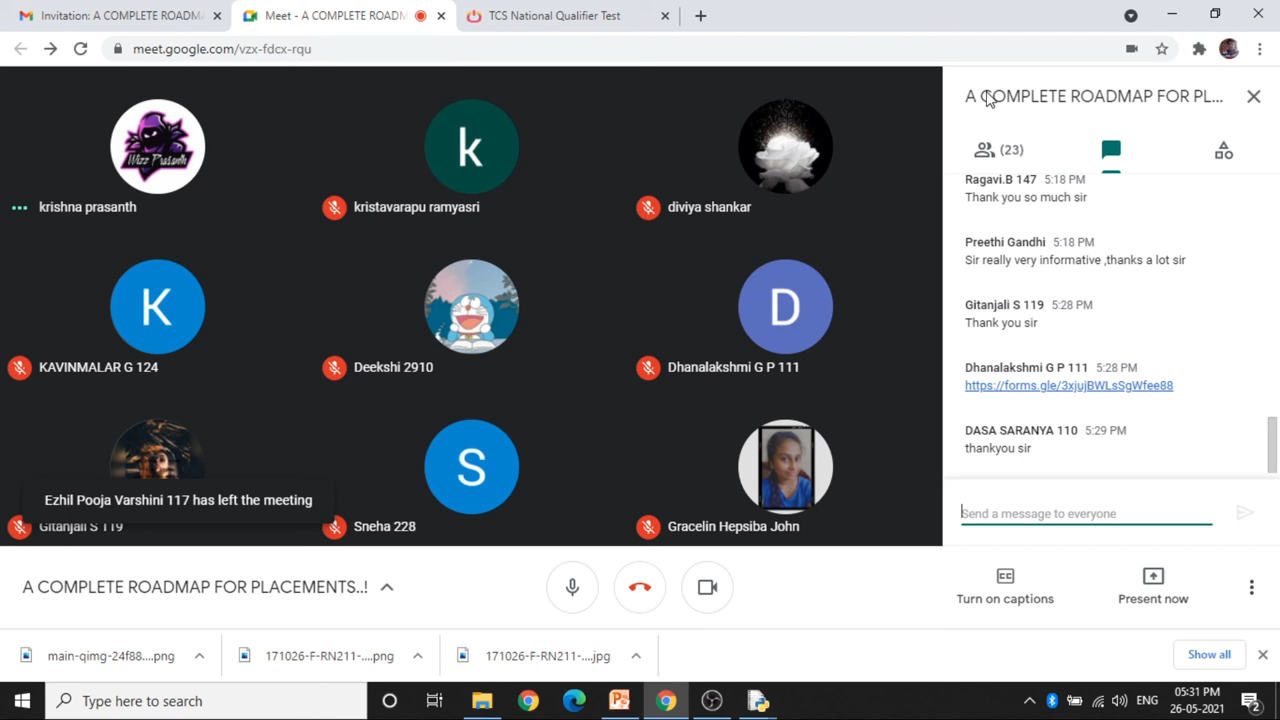 Invitation: A COMPLETE ROADMA
Meet - A COMPLETE ROADM
TCS National Qualifier Test
meet.google.com/vzx-fdcx-rqu
A COMPLETE ROADMAP FOR PL...
(23)
Wizz Prasanth
k
krishna prasanth
kristavarapu ramyasri
diviya shankar
Ragavi.B 147 5:18 PM
Thank you so much sir
Preethi Gandhi 5:18 PM
Sir really very informative ,thanks a lot sir
K
D
Gitanjali S 119 5:28 PM
Thank you sir
KAVINMALAR G 124
Deekshi 2910
Dhanalakshmi G P 111
Dhanalakshmi G P 111 5:28 PM
https://forms.gle/3xjujBWLsSgWfee88
DASA SARANYA 110 5:29 PM
thankyou sir
S
Ezhil Pooja Varshini 117 has left the meeting
Gitanjali S 119
Sneha 228
Gracelin Hepsiba John
Send a message to everyone
A COMPLETE ROADMAP FOR PLACEMENTS..!
CC
Turn on captions
Present now
main-qimg-24f88....png
171026-F-RN211-....png
171026-F-RN211-....jpg
Show all
Type here to search
ENG
05:31 PM
26-05-2021
2